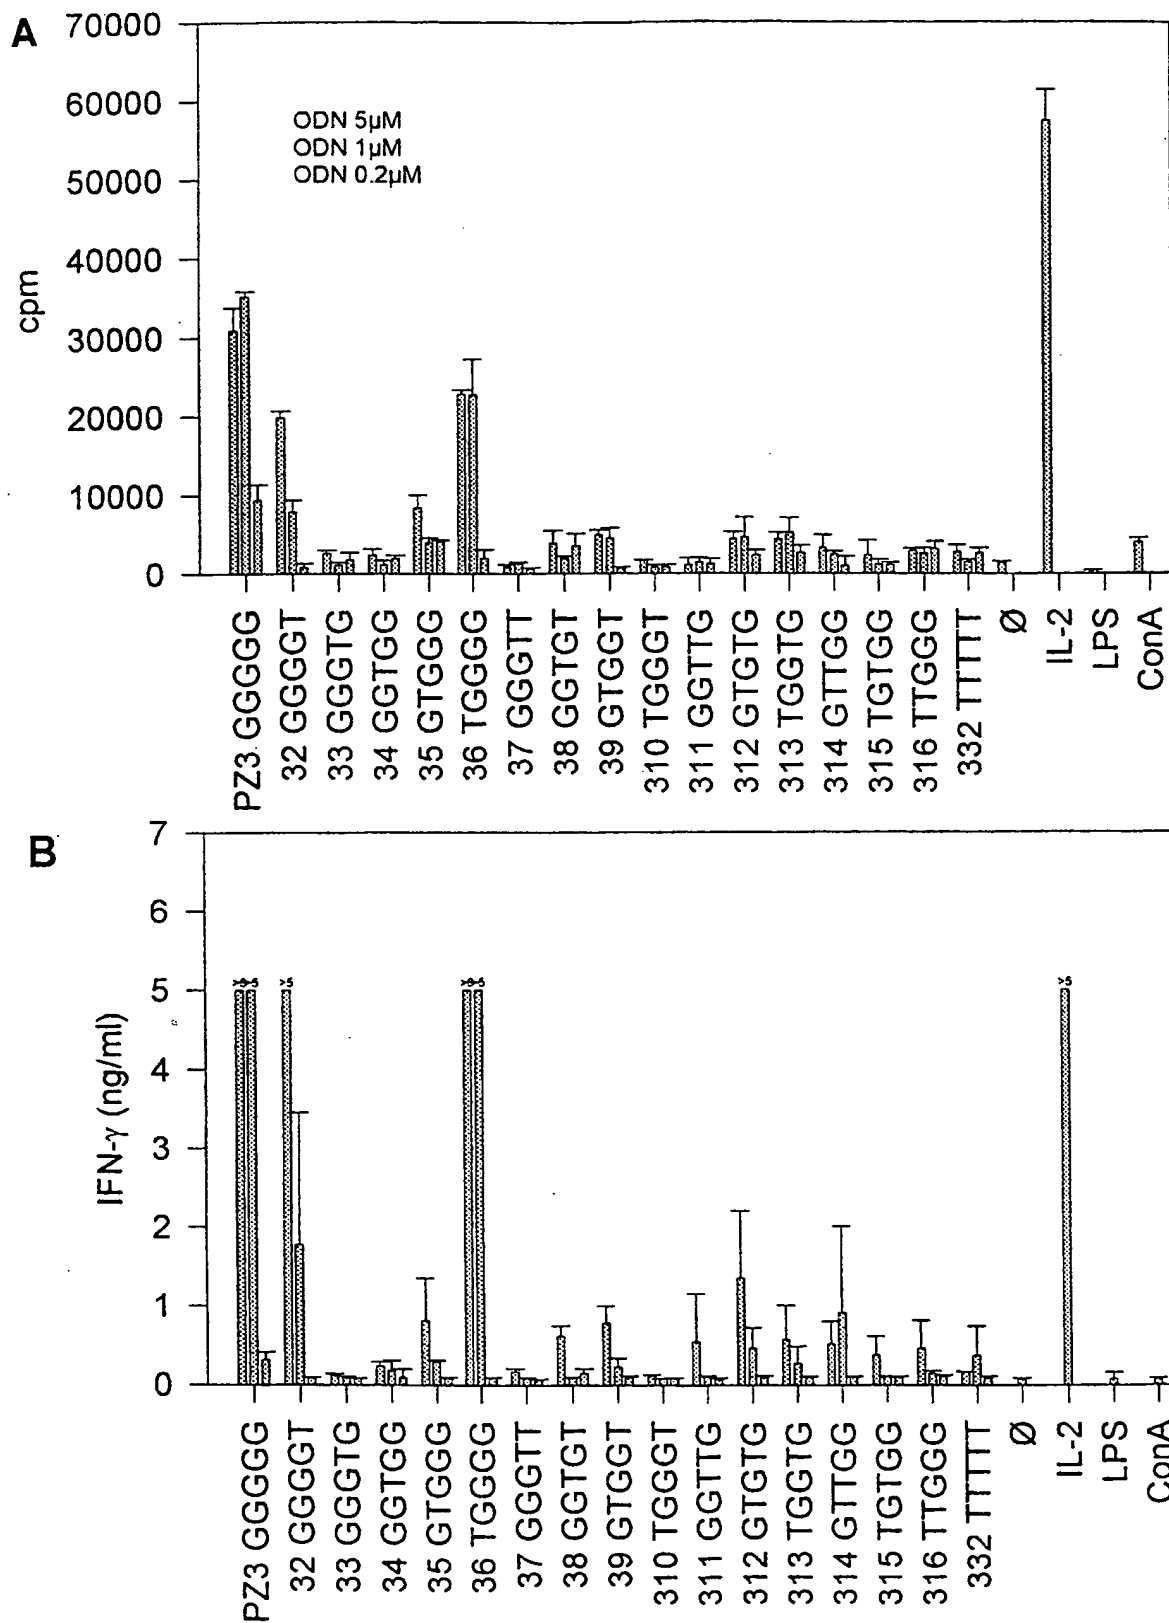 A
70000
60000
50000
40000
30000
20000
10000
0
cpm
ODN 5µM
ODN 1µM
ODN 0.2µM
PZ3 GGGGG
32 GGGGT
33 GGGTG
34 GGTGG
35 GTGGG
36 TGGGG
37 GGGTT
38 GGTGT
39 GTGGT
310 TGGGT
311 GGTTG
312 GTGTG
313 TGGTG
314 GTTGG
315 TGTGG
316 TTGGG
332 TTTTT
Ø
IL-2
LPS
ConA
B
7
6
5
4
3
2
1
0
IFN-γ (ng/ml)
>5
>5
>5
>5
>5
>5
PZ3 GGGGG
32 GGGGT
33 GGGTG
34 GGTGG
35 GTGGG
36 TGGGG
37 GGGTT
38 GGTGT
39 GTGGT
310 TGGGT
311 GGTTG
312 GTGTG
313 TGGTG
314 GTTGG
315 TGTGG
316 TTGGG
332 TTTTT
Ø
IL-2
LPS
ConA